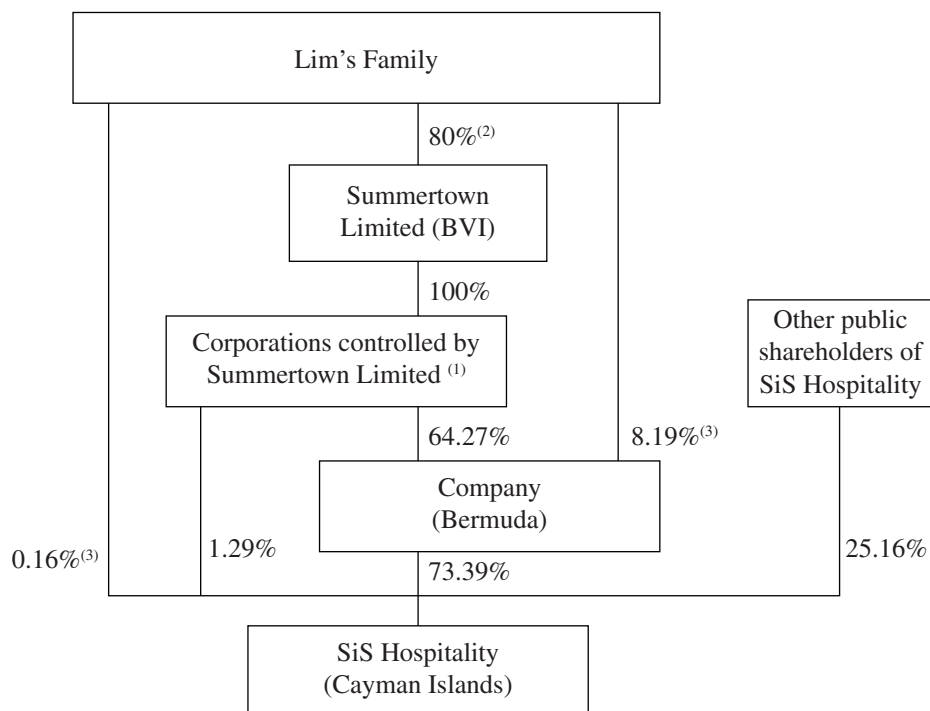 Lim's Family
80%(2)
Summertown
Limited (BVI)
100%
Corporations controlled by
Summertown Limited (1)
Other public
shareholders of
SiS Hospitality
64.27%
8.19%(3)
Company
(Bermuda)
0.16%(3)
1.29%
73.39%
25.16%
SiS Hospitality
(Cayman Islands)